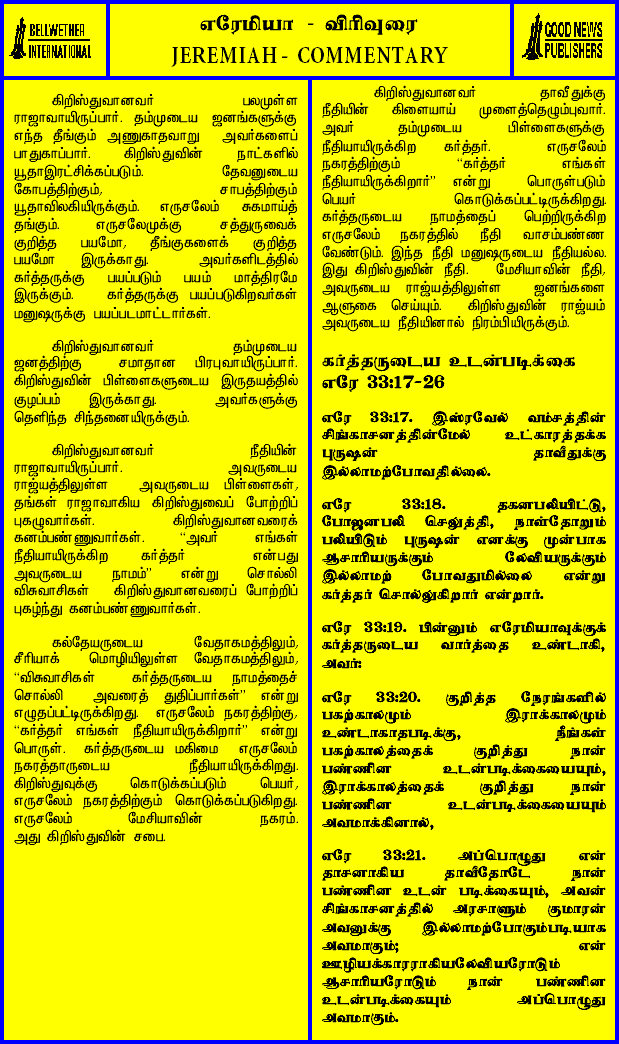 BELLWETHER
INTERNATIONAL
எரேமியா - விரிவுரை
JEREMIAH - COMMENTARY
GOOD NEWS
PUBLISHERS
கிறிஸ்துவானவர் பலமுள்ள
ராஜாவாயிருப்பார். தம்முடைய ஜனங்களுக்கு
எந்த தீங்கும் அணுகாதவாறு அவர்களைப்
பாதுகாப்பார். கிறிஸ்துவின் நாட்களில்
யூதாஇரட்சிக்கப்படும். தேவனுடைய
கோபத்திற்கும், சாபத்திற்கும்
யூதாவிலகியிருக்கும். எருசலேம் சுகமாய்த்
தங்கும். எருசலேமுக்கு சத்துருவைக்
குறித்த பயமோ, தீங்குகளைக் குறித்த
பயமோ இருக்காது. அவர்களிடத்தில்
கர்த்தருக்கு பயப்படும் பயம் மாத்திரமே
இருக்கும். கர்த்தருக்கு பயப்படுகிறவர்கள்
மனுஷருக்கு பயப்படமாட்டார்கள்.
கிறிஸ்துவானவர் தம்முடைய
ஜனத்திற்கு சமாதான பிரபுவாயிருப்பார்.
கிறிஸ்துவின் பிள்ளைகளுடைய இருதயத்தில்
குழப்பம் இருக்காது. அவர்களுக்கு
தெளிந்த சிந்தனையிருக்கும்.
கிறிஸ்துவானவர் நீதியின்
ராஜாவாயிருப்பார். அவருடைய
ராஜ்யத்திலுள்ள அவருடைய பிள்ளைகள்,
தங்கள் ராஜாவாகிய கிறிஸ்துவைப் போற்றிப்
புகழுவார்கள். கிறிஸ்துவானவரைக்
கனம்பண்ணுவார்கள். “அவர் எங்கள்
நீதியாயிருக்கிற கர்த்தர் என்பது
அவருடைய நாமம்” என்று சொல்லி
விசுவாசிகள் கிறிஸ்துவானவரைப் போற்றிப்
புகழ்ந்து கனம்பண்ணுவார்கள்.
கல்தேயருடைய வேதாகமத்திலும்,
சீரியாக் மொழியிலுள்ள வேதாகமத்திலும்,
“விசுவாசிகள் கர்த்தருடைய நாமத்தைச்
சொல்லி அவரைத் துதிப்பார்கள்” என்று
எழுதப்பட்டிருக்கிறது. எருசலேம் நகரத்திற்கு,
“கர்த்தர் எங்கள் நீதியாயிருக்கிறார்” என்று
பொருள். கர்த்தருடைய மகிமை எருசலேம்
நகரத்தாருடைய நீதியாயிருக்கிறது.
கிறிஸ்துவுக்கு கொடுக்கப்படும் பெயர்,
எருசலேம் நகரத்திற்கும் கொடுக்கப்படுகிறது.
எருசலேம் மேசியாவின் நகரம்.
அது கிறிஸ்துவின் சபை.
கிறிஸ்துவானவர் தாவீதுக்கு
நீதியின் கிளையாய் முளைத்தெழும்புவார்.
அவர் தம்முடைய பிள்ளைகளுக்கு
நீதியாயிருக்கிற கர்த்தர். எருசலேம்
நகரத்திற்கும் “கர்த்தர் எங்கள்
நீதியாயிருக்கிறார்” என்று பொருள்படும்
பெயர் கொடுக்கப்பட்டிருக்கிறது.
கர்த்தருடைய நாமத்தைப் பெற்றிருக்கிற
எருசலேம் நகரத்தில் நீதி வாசம்பண்ண
வேண்டும். இந்த நீதி மனுஷருடைய நீதியல்ல.
இது கிறிஸ்துவின் நீதி. மேசியாவின் நீதி,
அவருடைய ராஜ்யத்திலுள்ள ஜனங்களை
ஆளுகை செய்யும். கிறிஸ்துவின் ராஜ்யம்
அவருடைய நீதியினால் நிரம்பியிருக்கும்.
கர்த்தருடைய உடன்படிக்கை
எரே 33:17-26
எரே 33:17. இஸ்ரவேல் வம்சத்தின்
சிங்காசனத்தின்மேல் உட்காரத்தக்க
புருஷன் தாவீதுக்கு
இல்லாமற்போவதில்லை.
எரே 33:18. தகனபலியிட்டு,
போஜனபலி செலுத்தி, நாள்தோறும்
பலியிடும் புருஷன் எனக்கு முன்பாக
ஆசாரியருக்கும் லேவியருக்கும்
இல்லாமற் போவதுமில்லை என்று
கர்த்தர் சொல்லுகிறார் என்றார்.
எரே 33:19. பின்னும் எரேமியாவுக்குக்
கர்த்தருடைய வார்த்தை உண்டாகி,
அவர்:
எரே 33:20. குறித்த நேரங்களில்
பகற்காலமும் இராக்காலமும்
உண்டாகாதபடிக்கு, நீங்கள்
பகற்காலத்தைக் குறித்து நான்
பண்ணின உடன்படிக்கையையும்,
இராக்காலத்தைக் குறித்து நான்
பண்ணின உடன்படிக்கையையும்
அவமாக்கினால்,
எரே 33:21. அப்பொழுது என்
தாசனாகிய தாவீதோடே நான்
பண்ணின உடன் படிக்கையும், அவன்
சிங்காசனத்தில் அரசாளும் குமாரன்
அவனுக்கு இல்லாமற்போகும்படியாக
அவமாகும்; என்
ஊழியக்காரராகியலேவியரோடும்
ஆசாரியரோடும் நான் பண்ணின
உடன்படிக்கையும் அப்பொழுது
அவமாகும்.